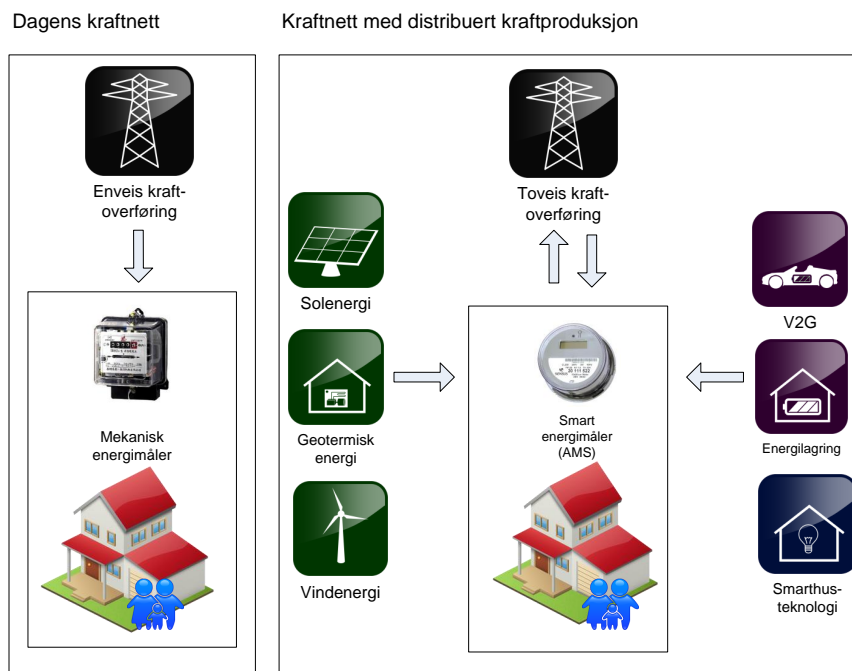 Dagens kraftnett
Kraftnett med distribuert kraftproduksjon
Enveis kraft-
overføring
Mekanisk
energimåler
Toveis kraft-
overføring
Solenergi
Geotermisk
energi
Vindenergi
Smart
energimåler
(AMS)
V2G
Energilagring
Smarthus-
teknologi